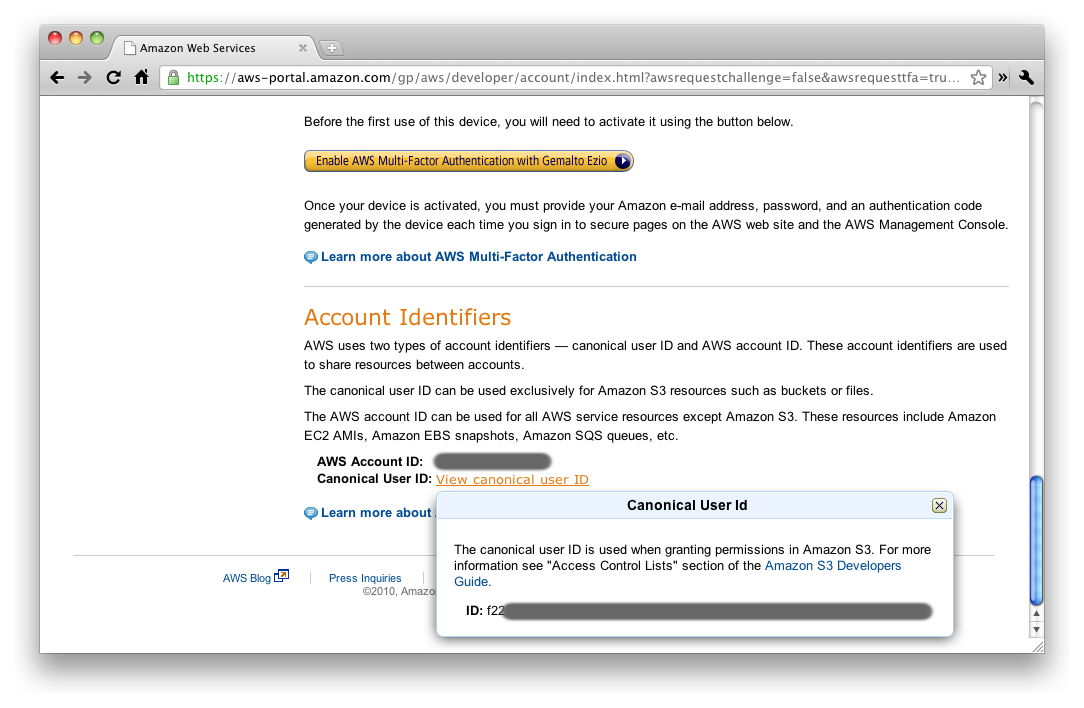 Amazon Web Services
https://aws-portal.amazon.com/gp/aws/developer/account/index.html?awsrequestchallenge=false&awsrequesttfa=tru...
Before the first use of this device, you will need to activate it using the button below.
Enable AWS Multi-Factor Authentication with Gemalto Ezio
Once your device is activated, you must provide your Amazon e-mail address, password, and an authentication code
generated by the device each time you sign in to secure pages on the AWS web site and the AWS Management Console.
Learn more about AWS Multi-Factor Authentication
Account Identifiers
AWS uses two types of account identifiers — canonical user ID and AWS account ID. These account identifiers are used
to share resources between accounts.
The canonical user ID can be used exclusively for Amazon S3 resources such as buckets or files.
The AWS account ID can be used for all AWS service resources except Amazon S3. These resources include Amazon
EC2 AMIs, Amazon EBS snapshots, Amazon SQS queues, etc.
AWS Account ID:
Canonical User ID: View canonical user ID
Learn more about
Canonical User Id
The canonical user ID is used when granting permissions in Amazon S3. For more
information see "Access Control Lists" section of the Amazon S3 Developers
Guide.
ID: f22
AWS Blog | Press Inquiries |
©2010, Amazo